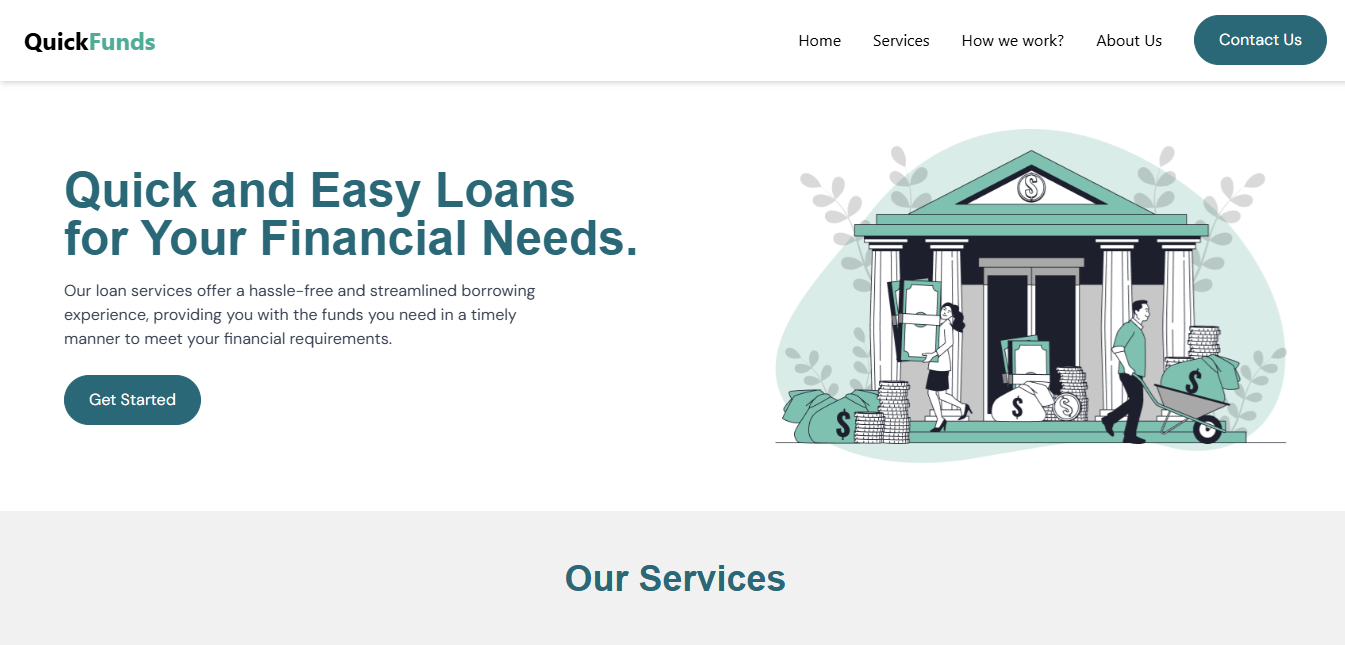 QuickFunds
Home
Services
How we work?
About Us
Contact Us
Quick and Easy Loans
for Your Financial Needs.
Our loan services offer a hassle-free and streamlined borrowing
experience, providing you with the funds you need in a timely
manner to meet your financial requirements.
Get Started
$
$
$
$
$
Our Services